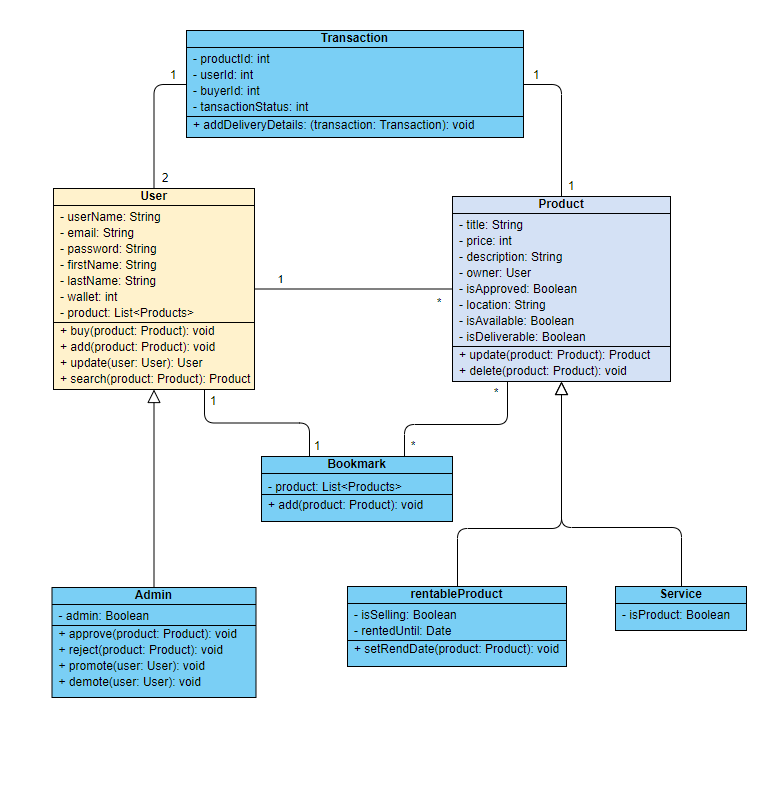 Transaction
- productId: int
- userId: int
- buyerId: int
- tansactionStatus: int
+ addDeliveryDetails: (transaction: Transaction): void
1
1
2
1
User
- userName: String
- email: String
- password: String
- firstName: String
- lastName: String
- wallet: int
- product: List<Products>
+ buy(product: Product): void
+ add(product: Product): void
+ update(user: User): User
+ search(product: Product): Product
1
*
Product
- title: String
- price: int
- description: String
- owner: User
- isApproved: Boolean
- location: String
- isAvailable: Boolean
- isDeliverable: Boolean
+ update(product: Product): Product
+ delete(product: Product): void
1
*
1
*
Bookmark
- product: List<Products>
+ add(product: Product): void
Admin
- admin: Boolean
+ approve(product: Product): void
+ reject(product: Product): void
+ promote(user: User): void
+ demote(user: User): void
rentableProduct
- isSelling: Boolean
- rentedUntil: Date
+ setRendDate(product: Product): void
Service
- isProduct: Boolean